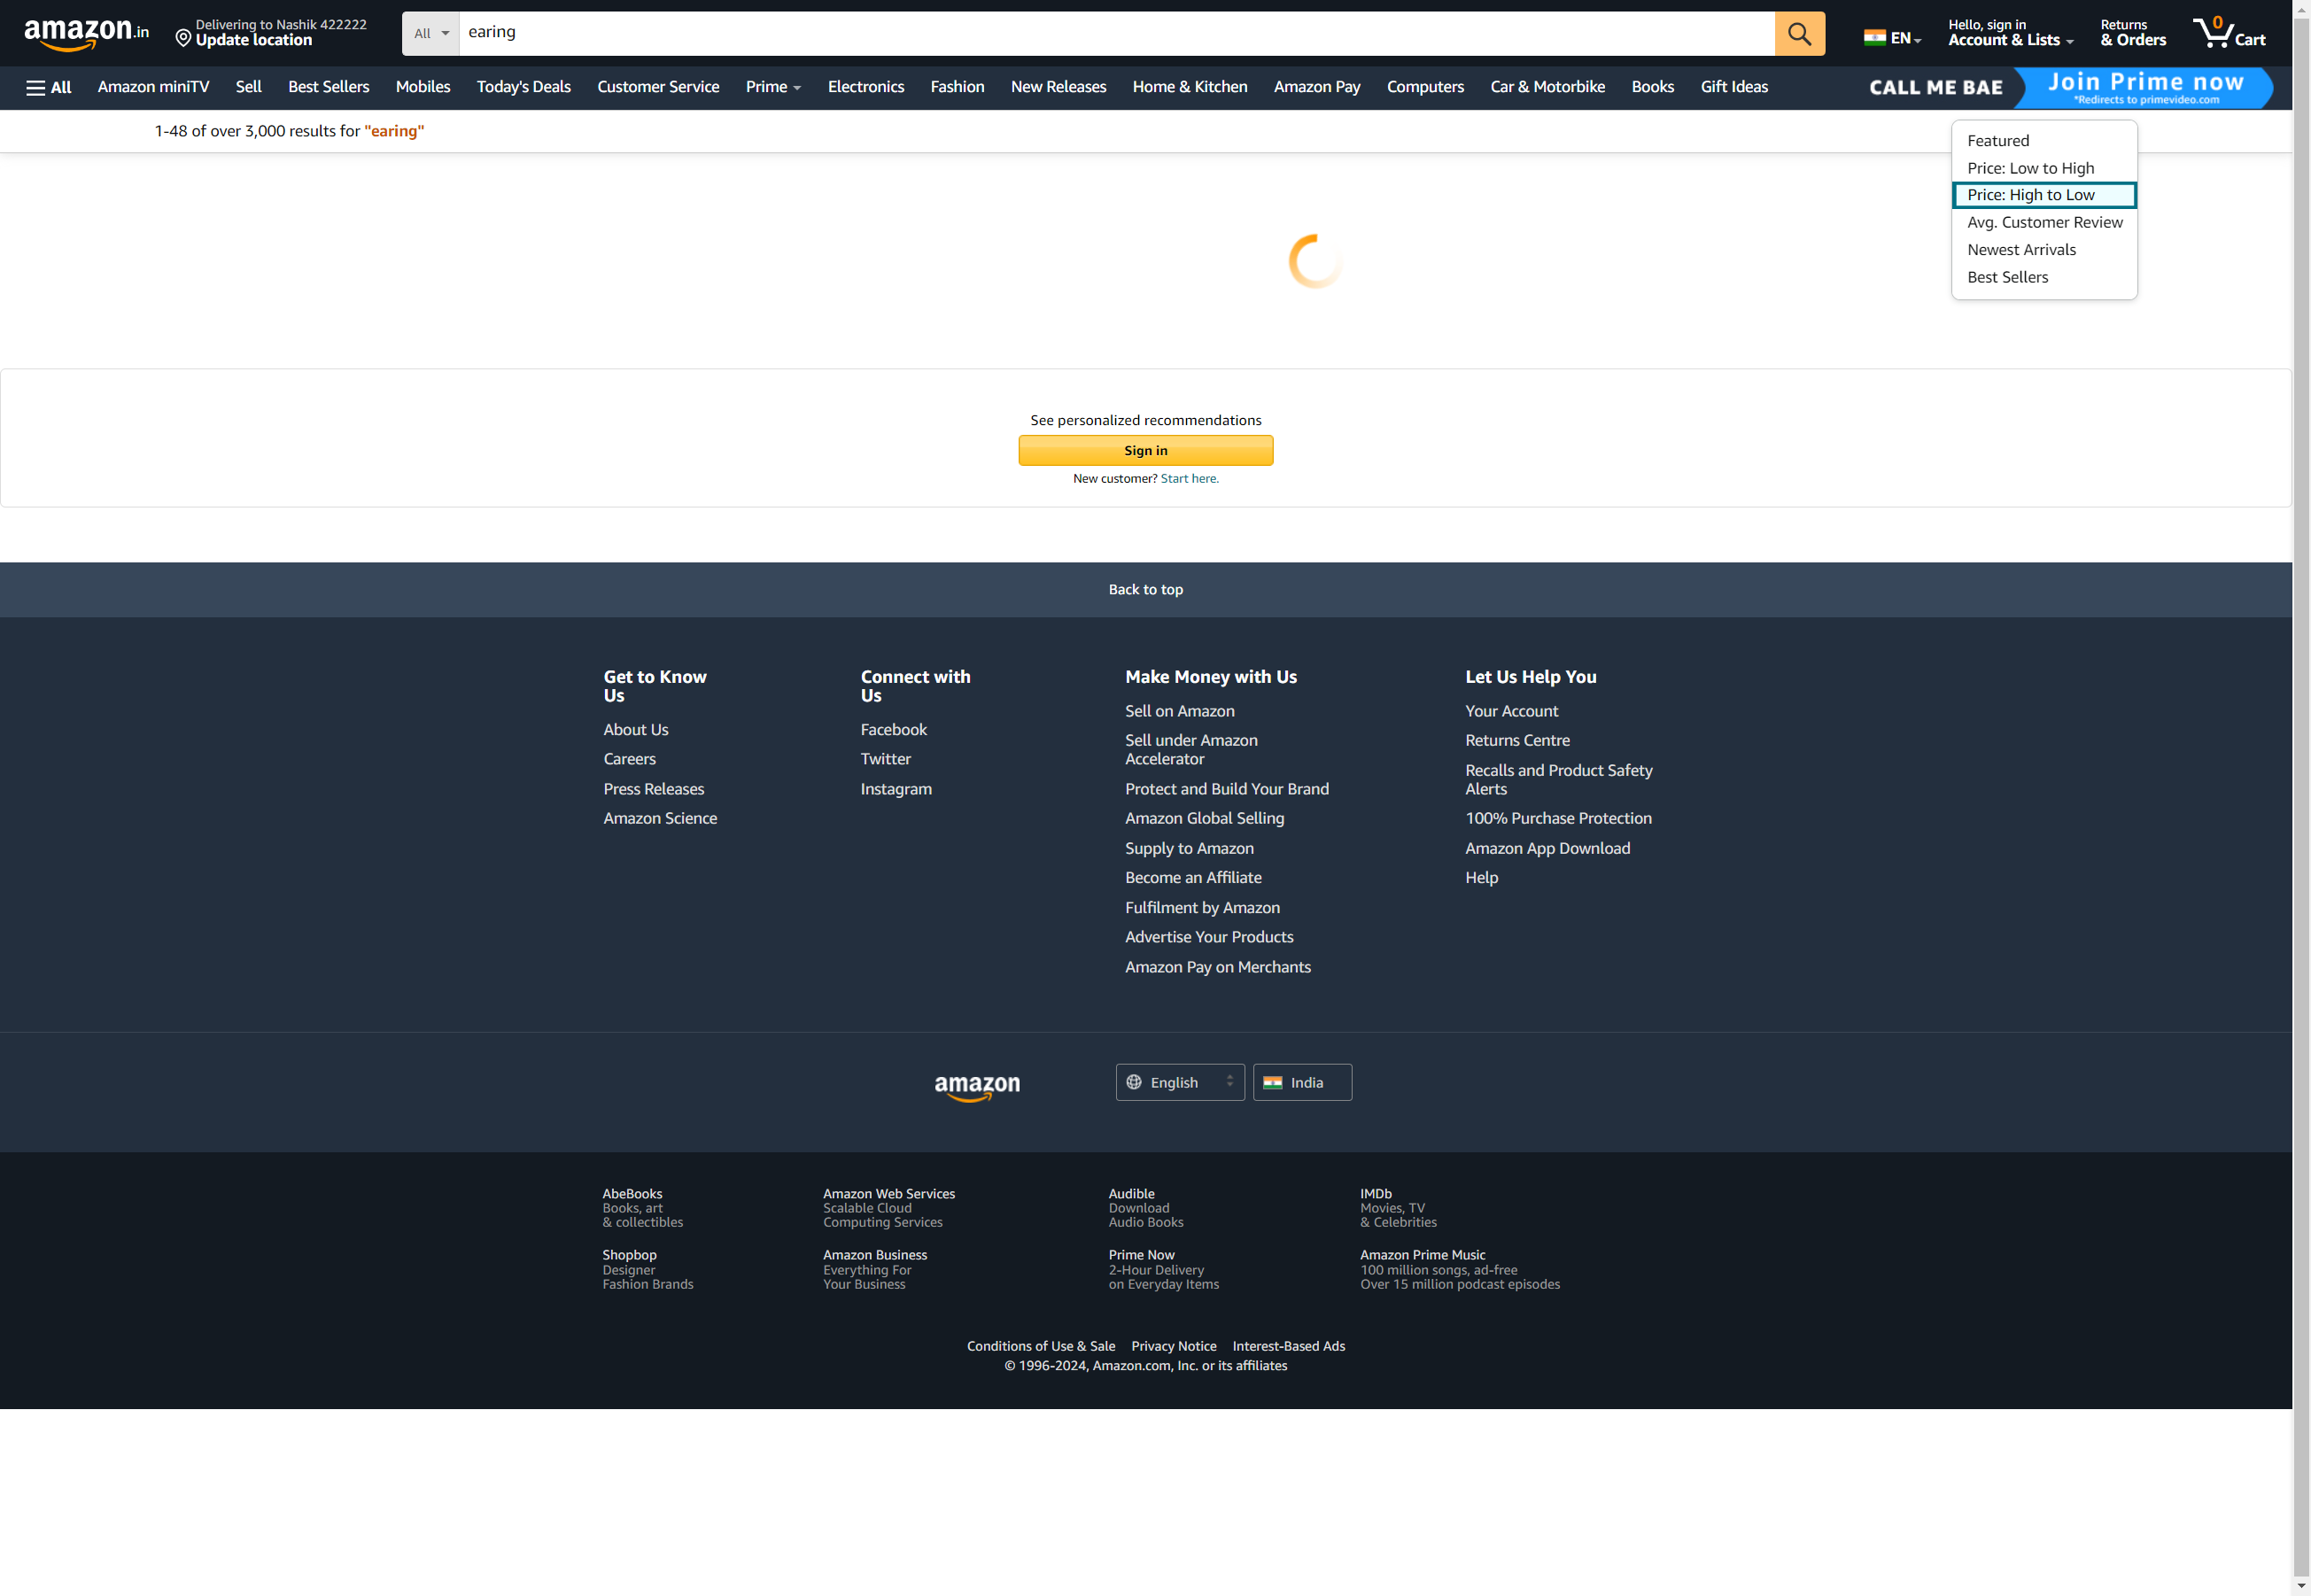 amazon.in
Delivering to Nashik 422222
Update location
All
earing
EN
Hello, sign in
Account & Lists
Returns
& Orders
0
Cart
All
Amazon miniTV
Sell
Best Sellers
Mobiles
Today's Deals
Customer Service
Prime
Electronics
Fashion
New Releases
Home & Kitchen
Amazon Pay
Computers
Car & Motorbike
Books
Gift Ideas
CALL ME BAE
Join Prime now
*Redirects to primevideo.com
1-48 of over 3,000 results for "earing"
Featured
Price: Low to High
Price: High to Low
Avg. Customer Review
Newest Arrivals
Best Sellers
See personalized recommendations
Sign in
New customer? Start here.
Back to top
Get to Know
Us
About Us
Careers
Press Releases
Amazon Science
Connect with
Us
Facebook
Twitter
Instagram
Make Money with Us
Sell on Amazon
Sell under Amazon
Accelerator
Protect and Build Your Brand
Amazon Global Selling
Supply to Amazon
Become an Affiliate
Fulfilment by Amazon
Advertise Your Products
Amazon Pay on Merchants
Let Us Help You
Your Account
Returns Centre
Recalls and Product Safety
Alerts
100% Purchase Protection
Amazon App Download
Help
amazon
English
India
AbeBooks
Books, art
& collectibles
Amazon Web Services
Scalable Cloud
Computing Services
Audible
Download
Audio Books
IMDb
Movies, TV
& Celebrities
Shopbop
Designer
Fashion Brands
Amazon Business
Everything For
Your Business
Prime Now
2-Hour Delivery
on Everyday Items
Amazon Prime Music
100 million songs, ad-free
Over 15 million podcast episodes
Conditions of Use & Sale
Privacy Notice
Interest-Based Ads
© 1996-2024, Amazon.com, Inc. or its affiliates